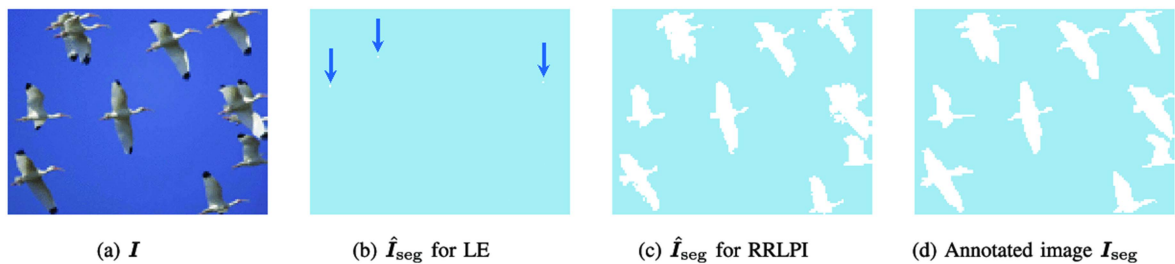 (a) I
(b) Î_seg for LE
(c) Î_seg for RRLPI
(d) Annotated image I_seg